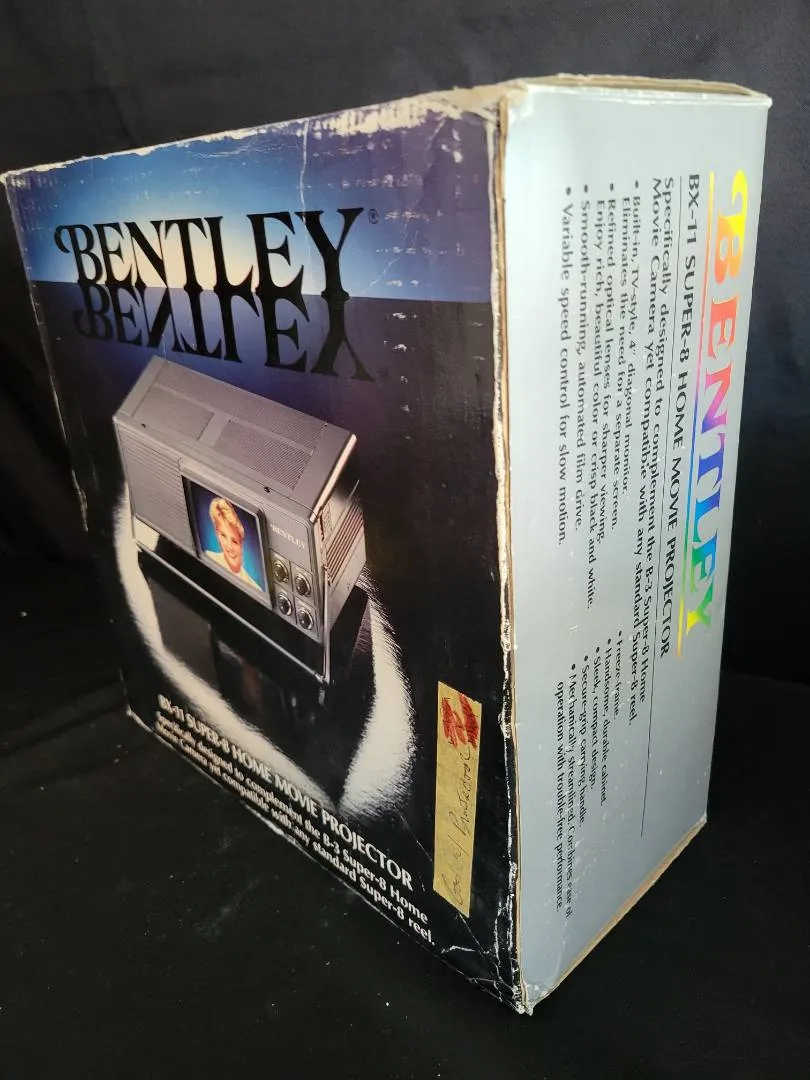 BENTLEY®
BENTLEY
BENTLEY
BX-11 SUPER-8 HOME MOVIE PROJECTOR
Specifically designed to complement the B-3 Super-8 Home
Movie Camera yet compatible with any standard Super-8 reel.
BENTLEY
BX-11 SUPER-8 HOME MOVIE PROJECTOR
Specifically designed to complement the B-3 Super-8 Home
Movie Camera yet compatible with any standard Super-8 reel.
• Built-in, TV-style, 4" diagonal monitor.
Eliminates the need for a separate screen.
• Refined optical lenses for sharper viewing.
Enjoy rich, beautiful color or crisp black and white.
• Smooth-running, automated film drive.
• Variable speed control for slow motion.
• Freeze-frame.
• Handsome, durable cabinet.
• Sleek, compact design.
• Secure-grip carrying handle.
• Mechanically streamlined. Combines ease of
operation with trouble-free performance.